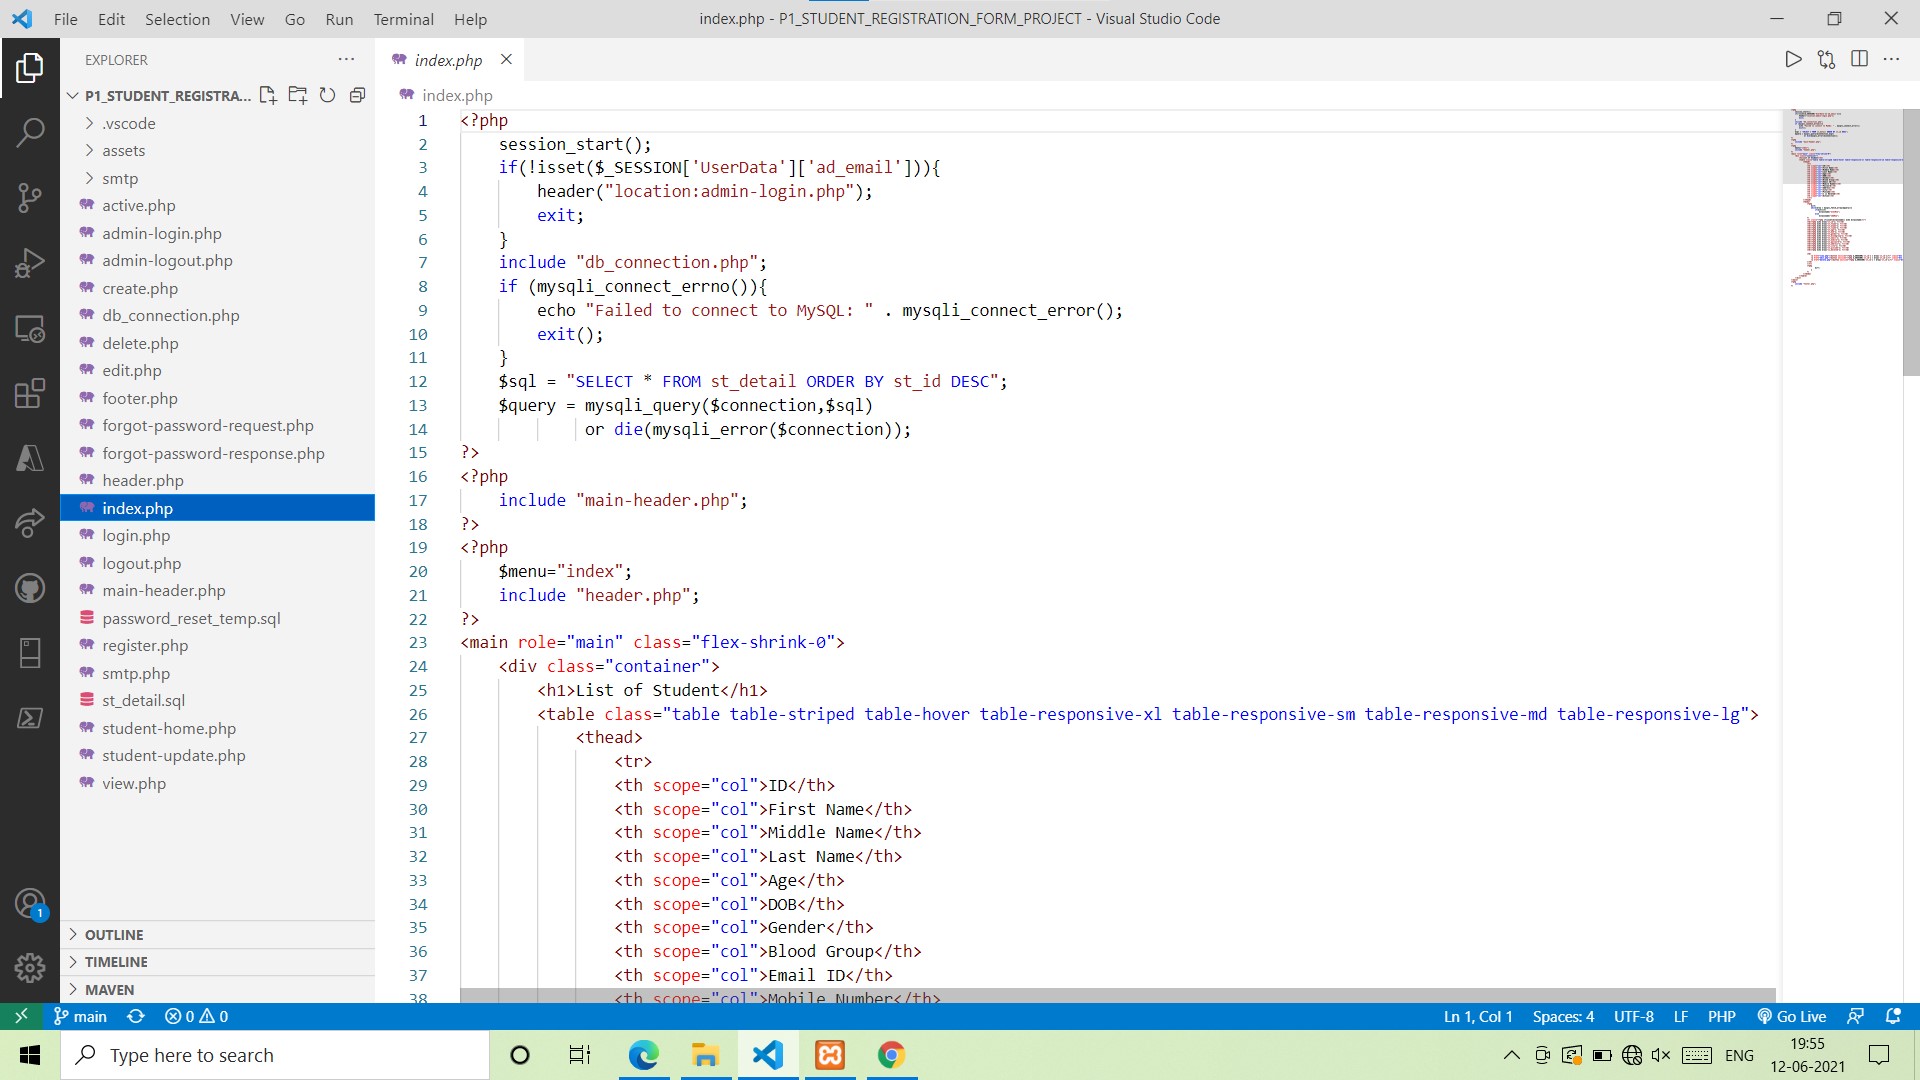 File Edit Selection View Go Run Terminal Help
index.php - P1_STUDENT_REGISTRATION_FORM_PROJECT - Visual Studio Code
EXPLORER
P1_STUDENT_REGISTRA...
.vscode
assets
smtp
active.php
admin-login.php
admin-logout.php
create.php
db_connection.php
delete.php
edit.php
footer.php
forgot-password-request.php
forgot-password-response.php
header.php
index.php
login.php
logout.php
main-header.php
password_reset_temp.sql
register.php
smtp.php
st_detail.sql
student-home.php
student-update.php
view.php
OUTLINE
TIMELINE
MAVEN
1
index.php
index.php
1 <?php
2 session_start();
3 if(!isset($_SESSION['UserData']['ad_email'])){
4 header("location:admin-login.php");
5 exit;
6 }
7 include "db_connection.php";
8 if (mysqli_connect_errno()){
9 echo "Failed to connect to MySQL: " . mysqli_connect_error();
10 exit();
11 }
12 $sql = "SELECT * FROM st_detail ORDER BY st_id DESC";
13 $query = mysqli_query($connection,$sql)
14 or die(mysqli_error($connection));
15 ?>
16 <?php
17 include "main-header.php";
18 ?>
19 <?php
20 $menu="index";
21 include "header.php";
22 ?>
23 <main role="main" class="flex-shrink-0">
24 <div class="container">
25 <h1>List of Student</h1>
26 <table class="table table-striped table-hover table-responsive-xl table-responsive-sm table-responsive-md table-responsive-lg">
27 <thead>
28 <tr>
29 <th scope="col">ID</th>
30 <th scope="col">First Name</th>
31 <th scope="col">Middle Name</th>
32 <th scope="col">Last Name</th>
33 <th scope="col">Age</th>
34 <th scope="col">DOB</th>
35 <th scope="col">Gender</th>
36 <th scope="col">Blood Group</th>
37 <th scope="col">Email ID</th>
38 <th scope="col">Mobile Number</th>
main 0 0
Ln 1, Col 1 Spaces: 4 UTF-8 LF PHP Go Live
Type here to search
ENG
19:55
12-06-2021